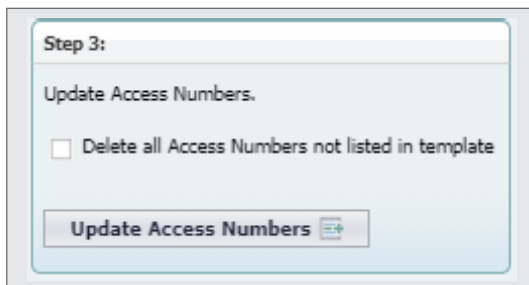 Step 3:
Update Access Numbers.
Delete all Access Numbers not listed in template
Update Access Numbers